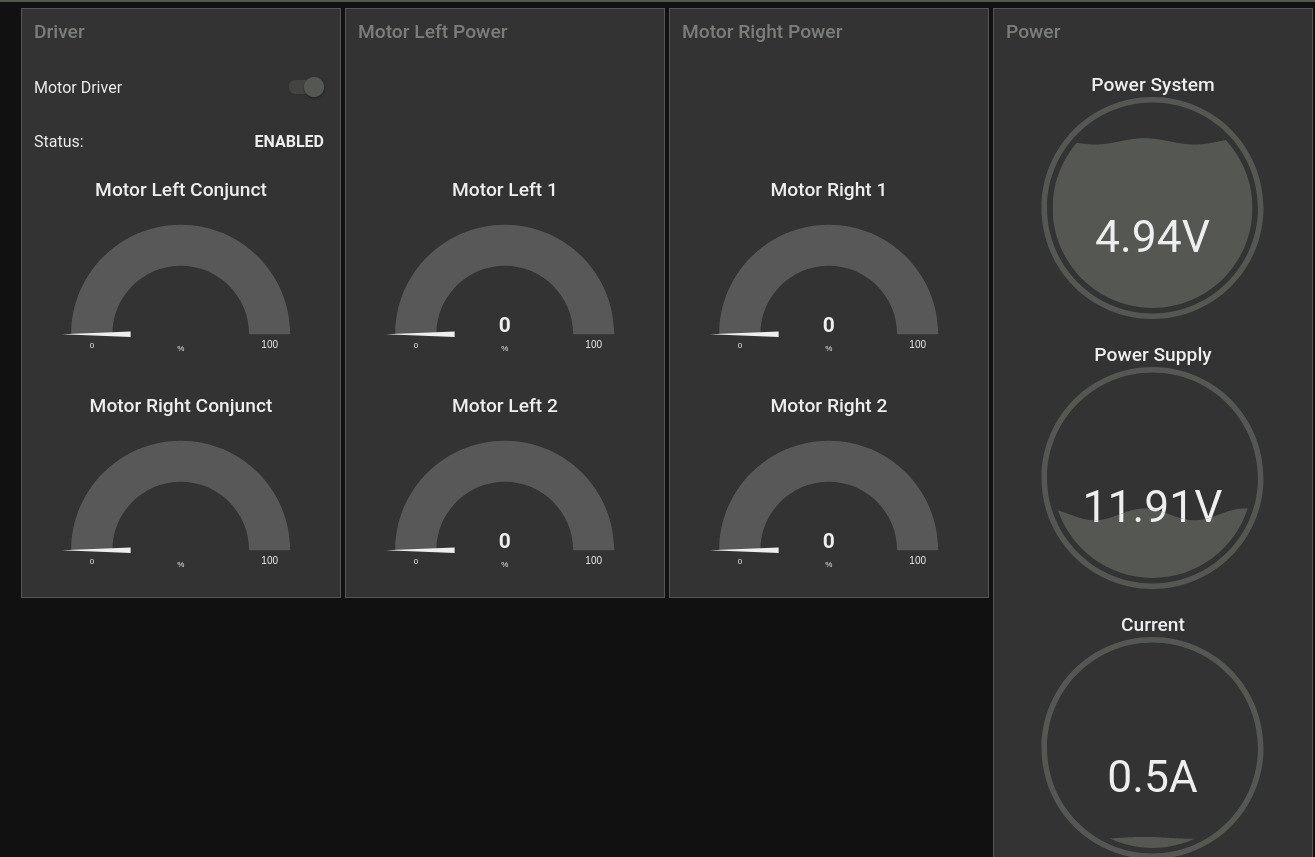 Driver
Motor Driver
Status: ENABLED
Motor Left Conjunct
0 % 100
Motor Right Conjunct
0 % 100
Motor Left Power
Motor Left 1
0
0 % 100
Motor Left 2
0
0 % 100
Motor Right Power
Motor Right 1
0
0 % 100
Motor Right 2
0
0 % 100
Power
Power System
4.94V
Power Supply
11.91V
Current
0.5A